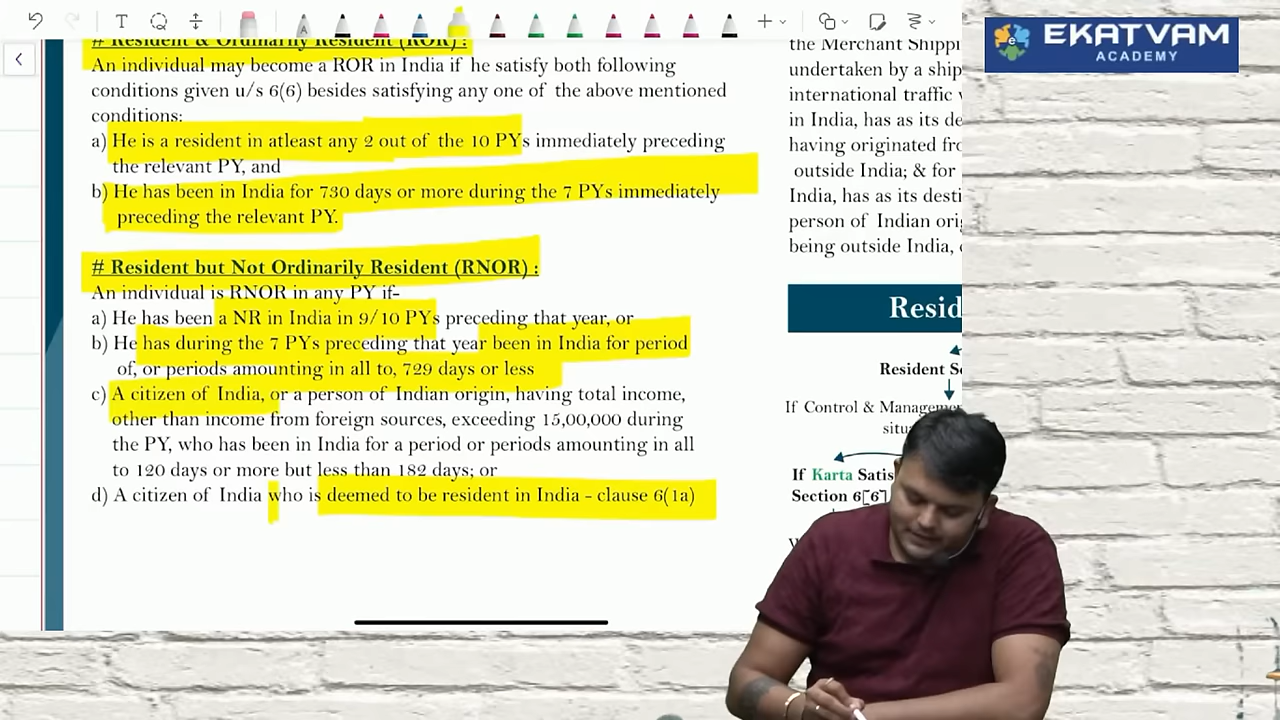 # Resident & Ordinarily Resident (ROR) :
An individual may become a ROR in India if he satisfy both following
conditions given u/s 6(6) besides satisfying any one of the above mentioned
conditions:
a) He is a resident in atleast any 2 out of the 10 PYs immediately preceding
the relevant PY, and
b) He has been in India for 730 days or more during the 7 PYs immediately
preceding the relevant PY.
# Resident but Not Ordinarily Resident (RNOR) :
An individual is RNOR in any PY if-
a) He has been a NR in India in 9/10 PYs preceding that year, or
b) He has during the 7 PYs preceding that year been in India for period
of, or periods amounting in all to, 729 days or less
c) A citizen of India, or a person of Indian origin, having total income,
other than income from foreign sources, exceeding 15,00,000 during
the PY, who has been in India for a period or periods amounting in all
to 120 days or more but less than 182 days; or
d) A citizen of India who is deemed to be resident in India - clause 6(1a)
the Merchant Shippi
undertaken by a ship
international traffic
in India, has as its de
having originated fro
outside India; & for
India, has as its desti
person of Indian orig
being outside India,
Resid
Resident S
If Control & Manageme
situa
If Karta Satis
Section 6[6]
EKATVAM
ACADEMY